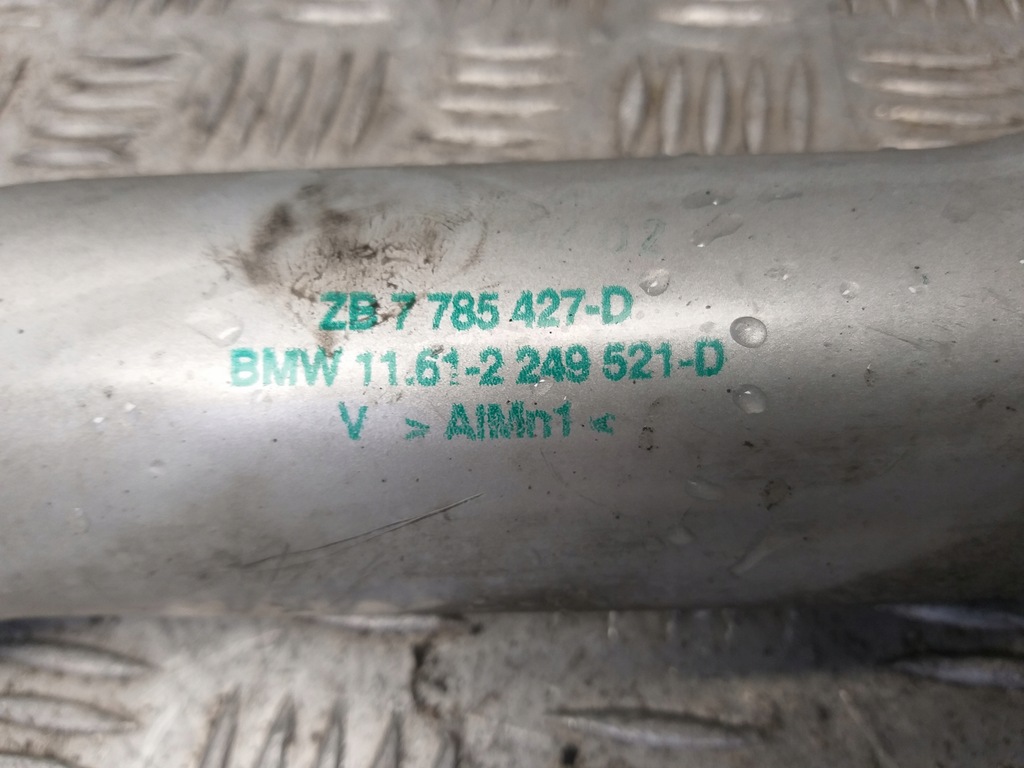 ZB 7 785 427-D
BMW 11.61-2 249 521-D
V > AlMn1 <